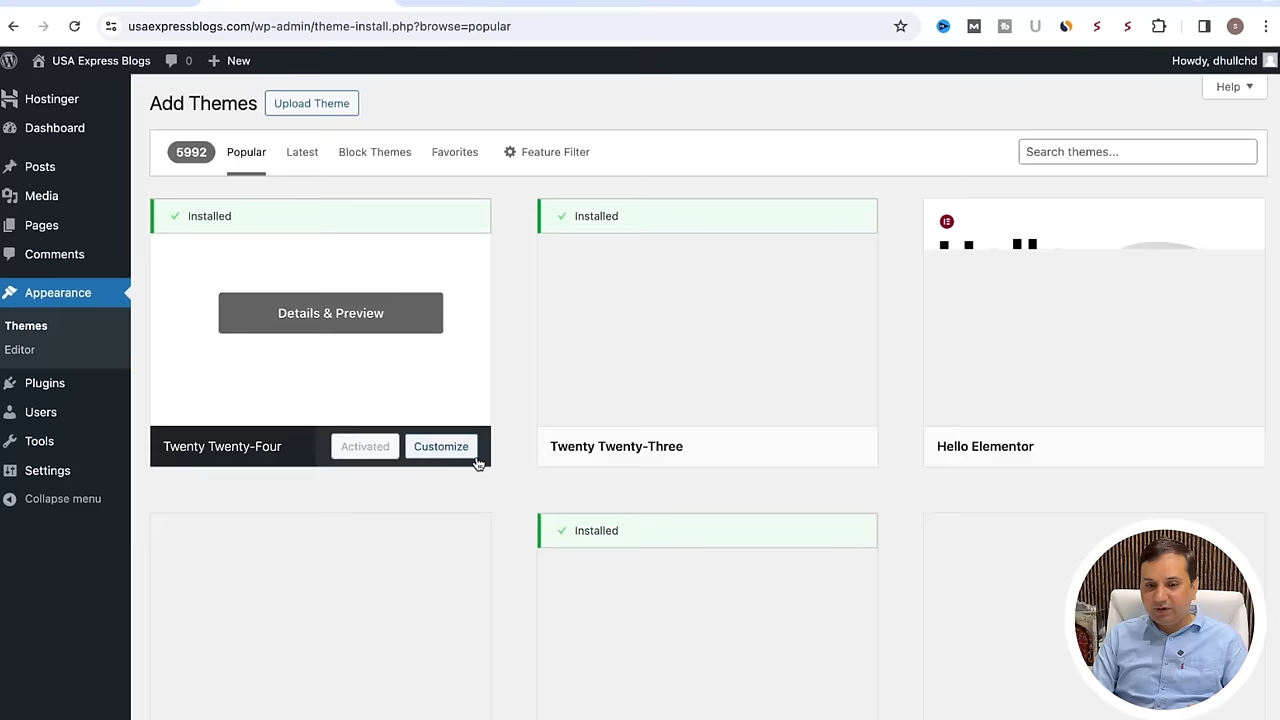 usaexpressblogs.com/wp-admin/theme-install.php?browse=popular
USA Express Blogs 0 New Howdy, dhullchd
Hostinger
Dashboard
Posts
Media
Pages
Comments
Appearance
Themes
Editor
Plugins
Users
Tools
Settings
Collapse menu
Add Themes Upload Theme Help
5992 Popular Latest Block Themes Favorites Feature Filter Search themes...
Installed Installed
Details & Preview
Twenty Twenty-Four Activated Customize Twenty Twenty-Three Hello Elementor
Installed